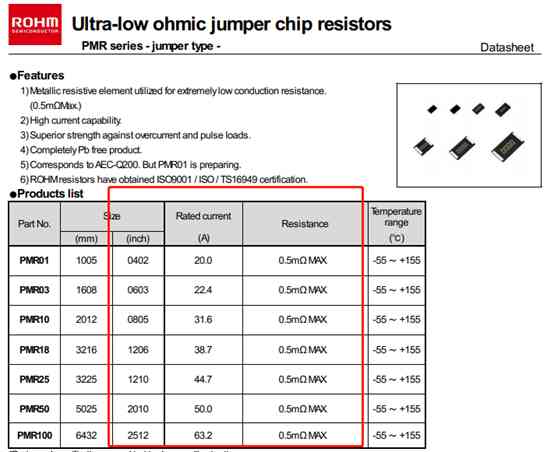 ROHM
SEMICONDUCTOR
Ultra-low ohmic jumper chip resistors
PMR series - jumper type -
Datasheet
●Features
1) Metallic resistive element utilized for extremely low conduction resistance.
(0.5mΩMax.)
2) High current capability.
3) Superior strength against overcurrent and pulse loads.
4) Completely Pb free product.
5) Corresponds to AEC-Q200. But PMR01 is preparing.
6) ROHM resistors have obtained ISO9001 / ISO / TS16949 certification.
●Products list
Part No. Size Rated current Resistance Temperature range
(mm) (inch) (A) (℃)
PMR01 1005 0402 20.0 0.5mΩ MAX -55～ +155
PMR03 1608 0603 22.4 0.5mΩ MAX -55～ +155
PMR10 2012 0805 31.6 0.5mΩ MAX -55～ +155
PMR18 3216 1206 38.7 0.5mΩ MAX -55～ +155
PMR25 3225 1210 44.7 0.5mΩ MAX -55～ +155
PMR50 5025 2010 50.0 0.5mΩ MAX -55～ +155
PMR100 6432 2512 63.2 0.5mΩ MAX -55～ +155